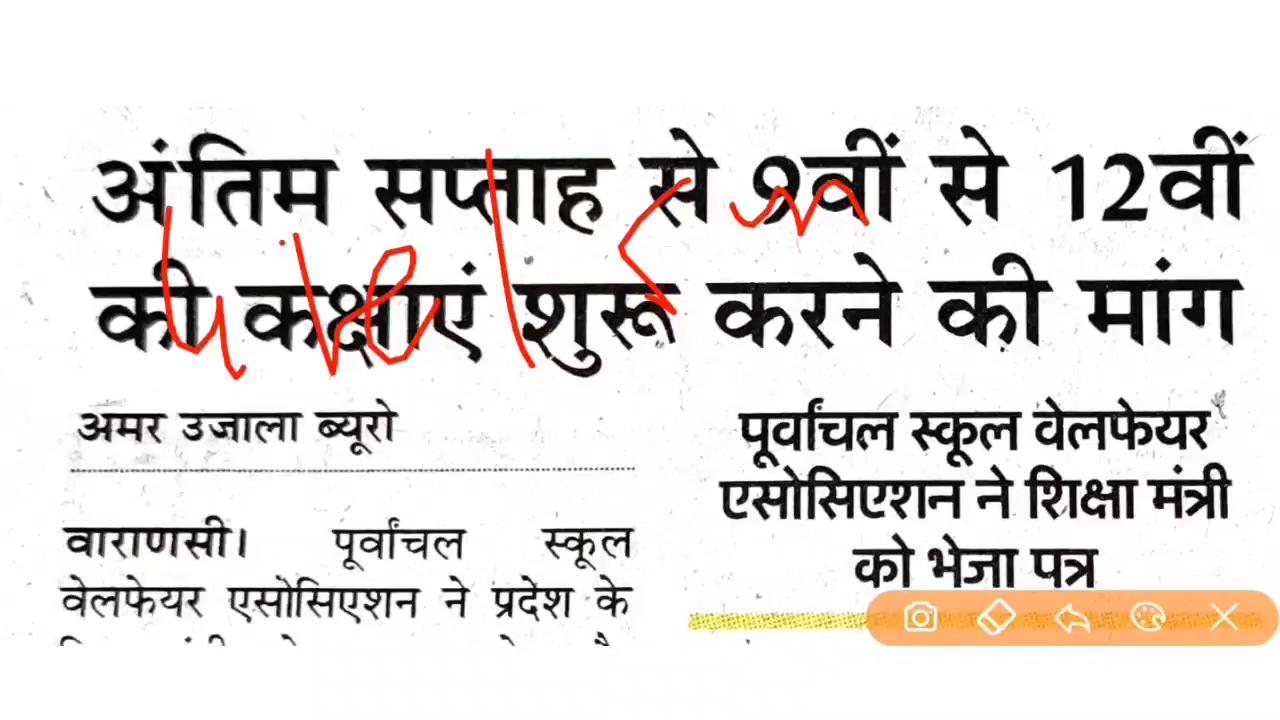 अंतिम सप्ताह से 9वीं से 12वीं
की कक्षाएं शुरू करने की मांग
अमर उजाला ब्यूरो
वाराणसी। पूर्वांचल स्कूल
वेलफेयर एसोसिएशन ने प्रदेश के
पूर्वांचल स्कूल वेलफेयर
एसोसिएशन ने शिक्षा मंत्री
को भेजा पत्र